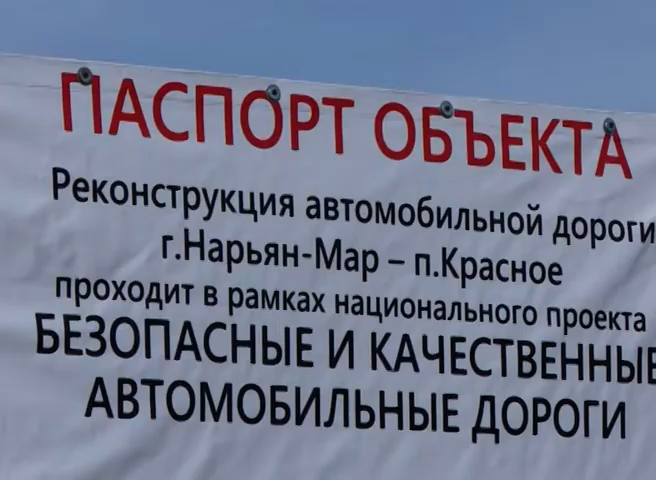 ПАСПОРТ ОБЪЕКТА
Реконструкция автомобильной дороги
г.Нарьян-Мар – п.Красное
проходит в рамках национального проекта
БЕЗОПАСНЫЕ И КАЧЕСТВЕННЫЕ
АВТОМОБИЛЬНЫЕ ДОРОГИ